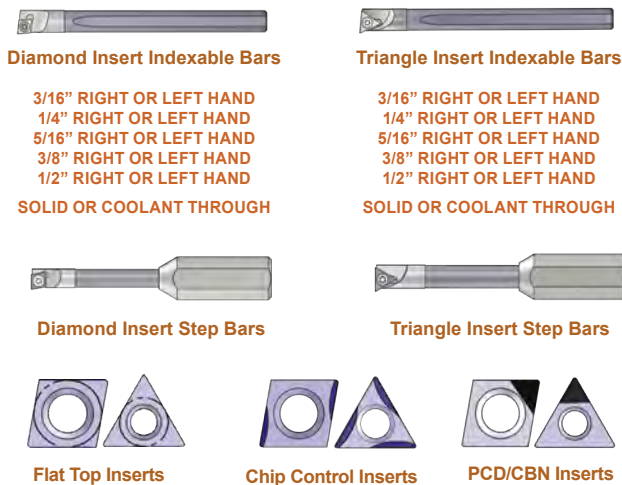 Diamond Insert Indexable Bars
3/16” RIGHT OR LEFT HAND
1/4” RIGHT OR LEFT HAND
5/16” RIGHT OR LEFT HAND
3/8” RIGHT OR LEFT HAND
1/2” RIGHT OR LEFT HAND
SOLID OR COOLANT THROUGH
Triangle Insert Indexable Bars
3/16” RIGHT OR LEFT HAND
1/4” RIGHT OR LEFT HAND
5/16” RIGHT OR LEFT HAND
3/8” RIGHT OR LEFT HAND
1/2” RIGHT OR LEFT HAND
SOLID OR COOLANT THROUGH
Diamond Insert Step Bars
Triangle Insert Step Bars
Flat Top Inserts
Chip Control Inserts
PCD/CBN Inserts